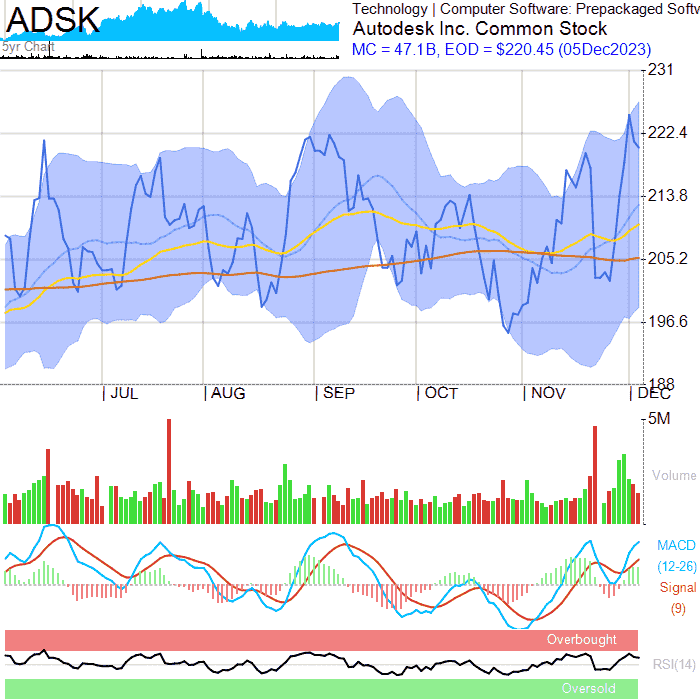 ADSK
5yr Chart
Technology | Computer Software: Prepackaged Softw
Autodesk Inc. Common Stock
MC = 47.1B, EOD = $220.45 (05Dec2023)
231
222.4
213.8
205.2
196.6
188
| JUL | AUG | SEP | OCT | NOV | DEC
5M
Volume
MACD
(12-26)
Signal
(9)
Overbought
RSI(14)
Oversold